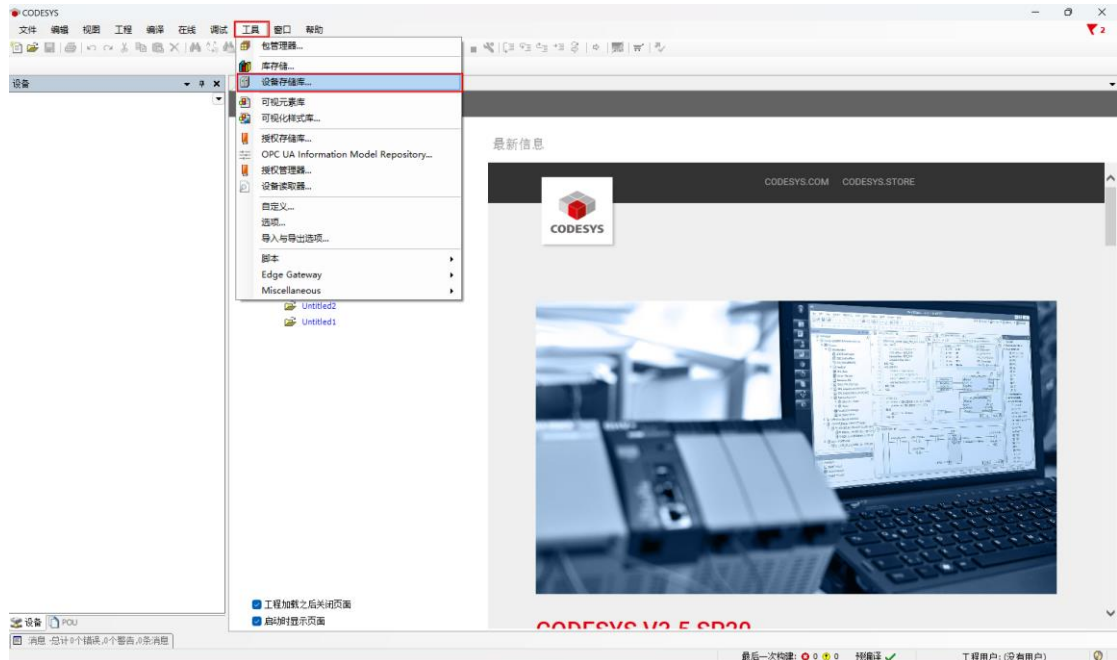 CODESYS
文件 编辑 视图 工程 编译 在线 调试 工具 窗口 帮助
2
包管理器...
库存储...
设备
设备存储库...
可视元素库
可视化样式库...
授权存储库...
OPC UA Information Model Repository...
授权管理器...
设备读取器...
自定义...
选项...
导入与导出选项...
脚本
Edge Gateway
Miscellaneous
Untitled2
Untitled1
最新信息
CODESYS.COM CODESYS.STORE
CODESYS
工程加载之后关闭页面
启动时显示页面
CODESYS V3.5 SP20
设备 POU
消息 -总计0个错误,0个警告,0条消息
最后一次构建: 0 0 预编译 工程用户: (没有用户)